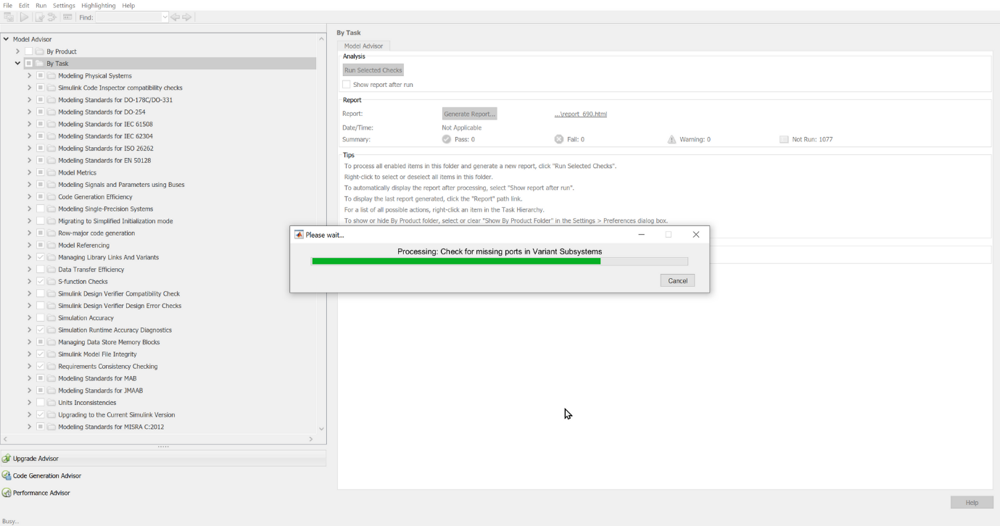 File Edit Run Settings Highlighting Help
Find:
Model Advisor
By Product
By Task
Modeling Physical Systems
Simulink Code Inspector compatibility checks
Modeling Standards for DO-178C/DO-331
Modeling Standards for DO-254
Modeling Standards for IEC 61508
Modeling Standards for IEC 62304
Modeling Standards for ISO 26262
Modeling Standards for EN 50128
Model Metrics
Modeling Signals and Parameters using Buses
Code Generation Efficiency
Modeling Single-Precision Systems
Migrating to Simplified Initialization mode
Row-major code generation
Model Referencing
Managing Library Links And Variants
Data Transfer Efficiency
S-function Checks
Simulink Design Verifier Compatibility Check
Simulink Design Verifier Design Error Checks
Simulation Accuracy
Simulation Runtime Accuracy Diagnostics
Managing Data Store Memory Blocks
Simulink Model File Integrity
Requirements Consistency Checking
Modeling Standards for MAB
Modeling Standards for JMAAB
Units Inconsistencies
Upgrading to the Current Simulink Version
Modeling Standards for MISRA C:2012
Upgrade Advisor
Code Generation Advisor
Performance Advisor
Busy...
By Task
Model Advisor
Analysis
Run Selected Checks
Show report after run
Report
Report: Generate Report... ...\report_690.html
Date/Time: Not Applicable
Summary: Pass: 0 Fail: 0 Warning: 0 Not Run: 1077
Tips
To process all enabled items in this folder and generate a new report, click "Run Selected Checks".
Right-click to select or deselect all items in this folder.
To automatically display the report after processing, select "Show report after run".
To display the last report generated, click the "Report" path link.
For a list of all possible actions, right-click an item in the Task Hierarchy.
To show or hide By Product folder, select or clear "Show By Product Folder" in the Settings > Preferences dialog box.
Please wait...
Processing: Check for missing ports in Variant Subsystems
Cancel
Help